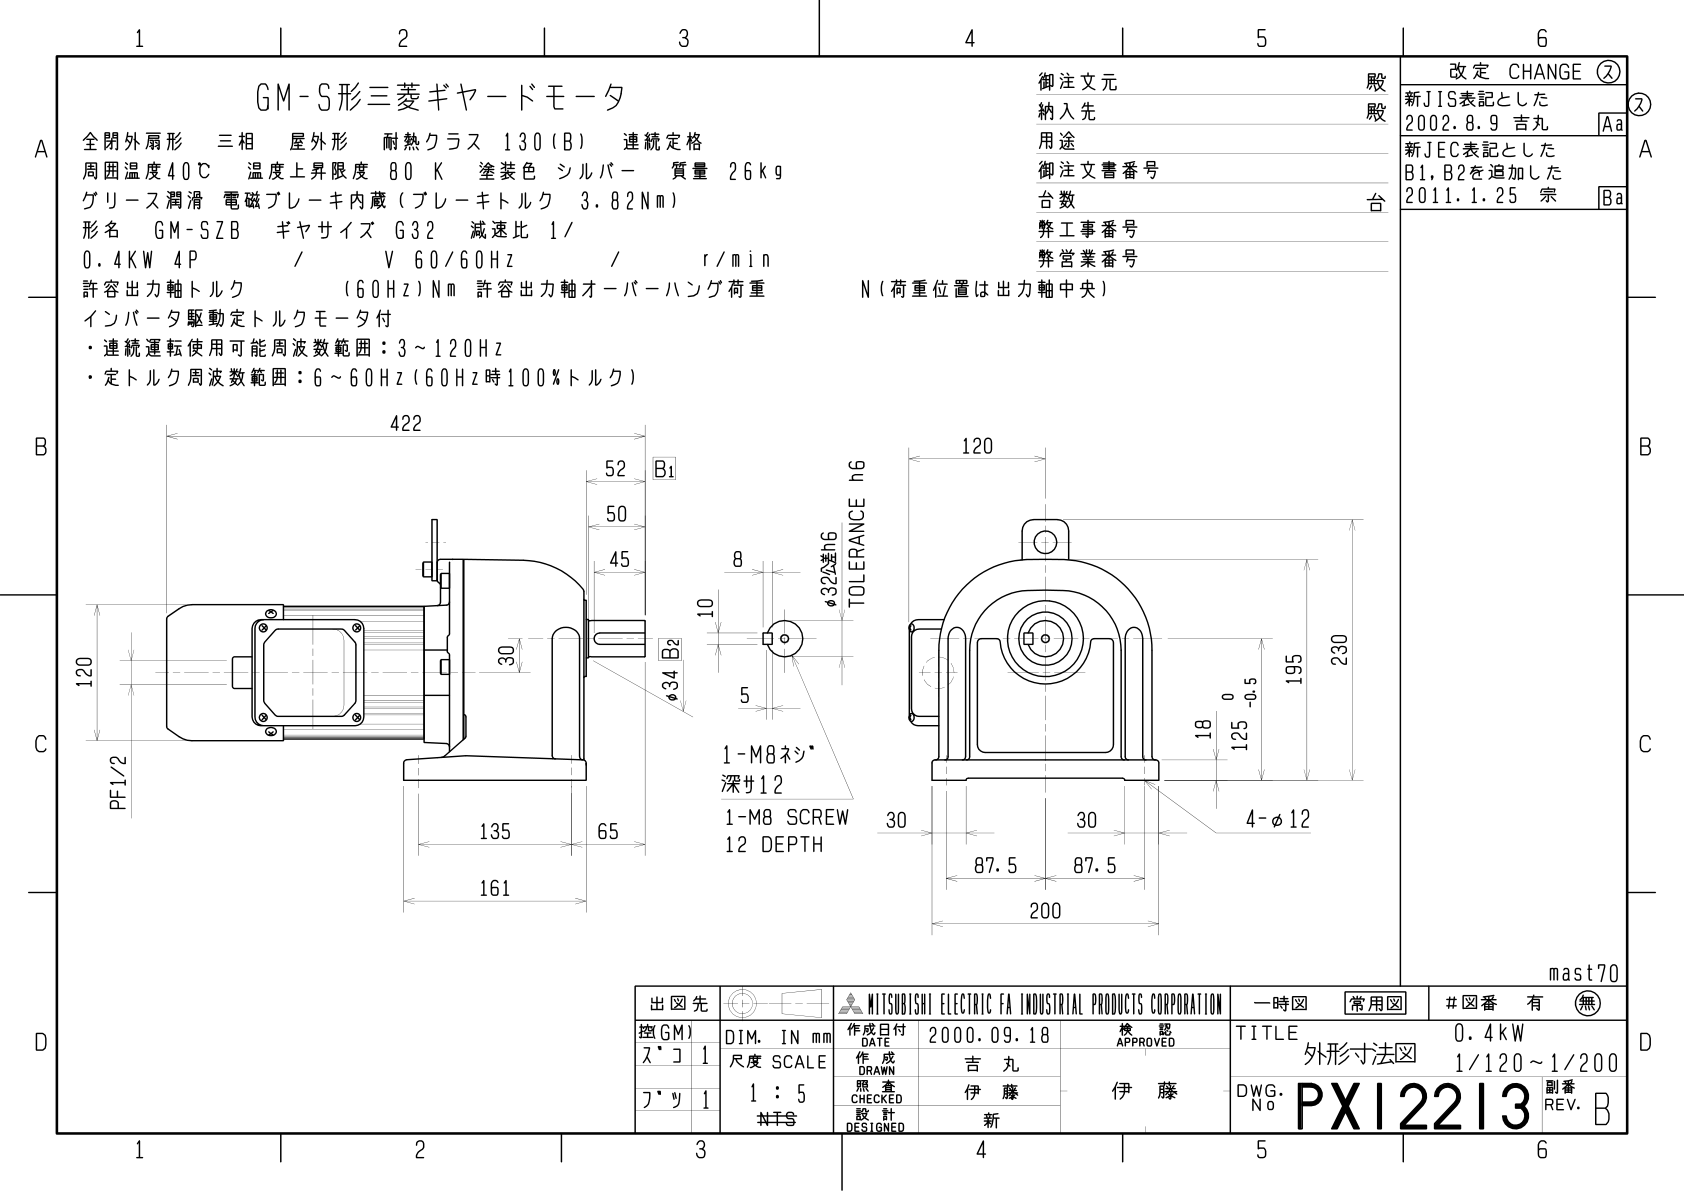 1 2 3 4 5 6
改定 CHANGE ス
新JIS表記とした
2002.8.9 吉丸 Aa
ス
新JEC表記とした
B1,B2を追加した
2011.1.25 宗 Ba
GM-S形三菱ギヤードモータ
全閉外扇形 三相 屋外形 耐熱クラス 130(B) 連続定格
周囲温度40℃ 温度上昇限度 80 K 塗装色 シルバー 質量 26kg
グリース潤滑 電磁ブレーキ内蔵(ブレーキトルク 3.82Nm)
形名 GM-SZB ギヤサイズ G32 減速比 1/
0.4KW 4P / V 60/60Hz / r/min
許容出力軸トルク (60Hz)Nm 許容出力軸オーバーハング荷重 N(荷重位置は出力軸中央)
インバータ駆動定トルクモータ付
・連続運転使用可能周波数範囲:3~120Hz
・定トルク周波数範囲:6~60Hz(60Hz時100%トルク)
御注文元 殿
納入先 殿
用途
御注文書番号
台数 台
弊工事番号
弊営業番号
A A
B B
C C
D D
422
52 B1
50
45
120
PF1/2
30
B2
φ34
135 65
161
8
10
5
φ32公差h6
TOLERANCE h6
1-M8ネジ
深サ12
1-M8 SCREW
12 DEPTH
120
230
195
125 0 -0.5
18
30 30
4-φ12
87.5 87.5
200
mast70
出図先
控(GM)
ズコ 1
ブツ 1
DIM. IN mm
尺度 SCALE
1 : 5
NTS
MITSUBISHI ELECTRIC FA INDUSTRIAL PRODUCTS CORPORATION
作成日付 DATE 2000.09.18
作成 DRAWN 吉丸
照査 CHECKED 伊藤
設計 DESIGNED 新
検認 APPROVED
伊藤
一時図 常用図 #図番 有 無
TITLE 0.4kW
外形寸法図 1/120~1/200
DWG. No PX12213
副番 REV. B
1 2 3 4 5 6